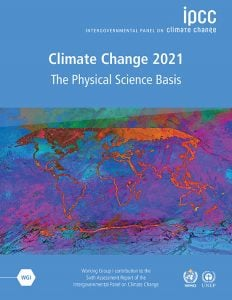 ipcc
INTERGOVERNMENTAL PANEL ON climate change
Climate Change 2021
The Physical Science Basis
WGI
Working Group I contribution to the
Sixth Assessment Report of the
Intergovernmental Panel on Climate Change
WMO
UNEP